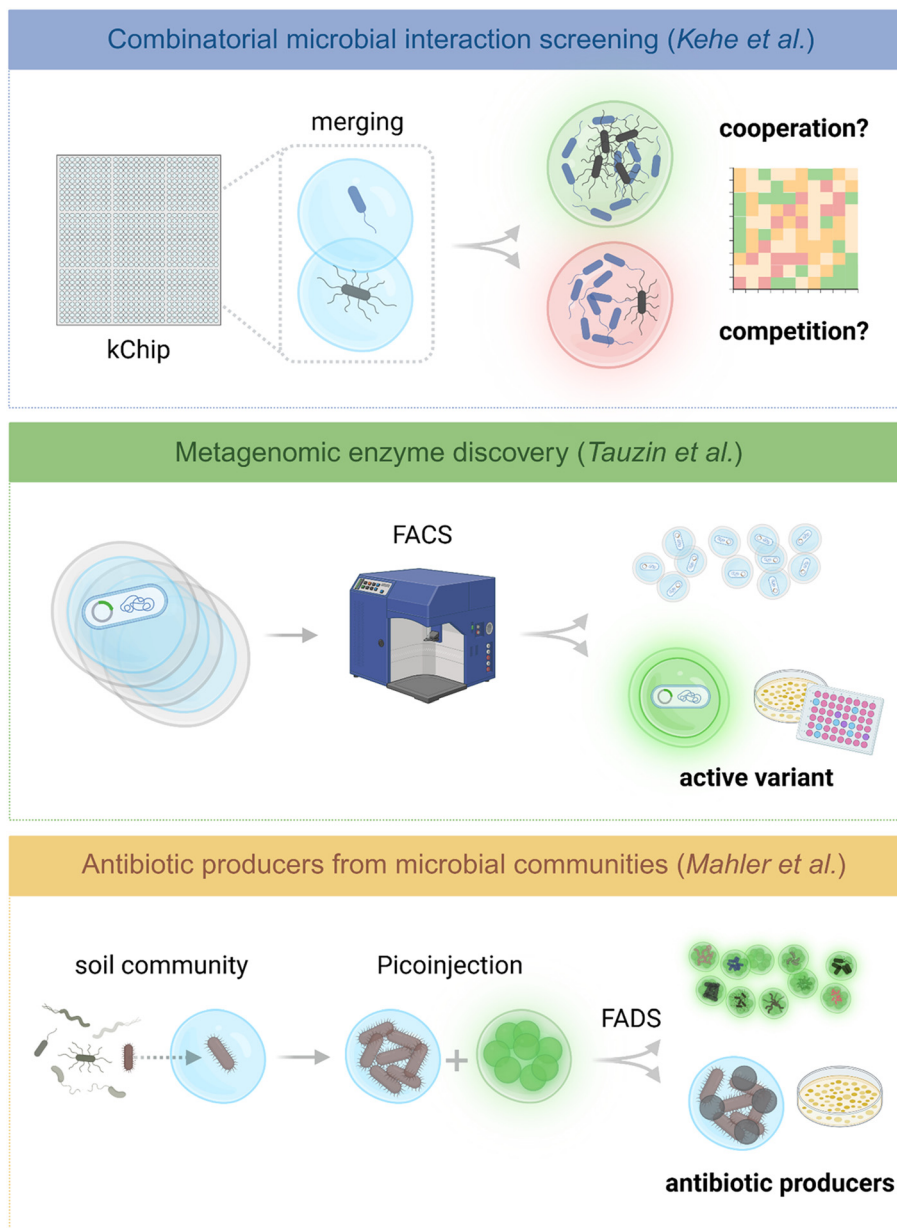 Combinatorial microbial interaction screening (Kehe et al.)
merging
cooperation?
kChip
competition?
Metagenomic enzyme discovery (Tauzin et al.)
FACS
active variant
Antibiotic producers from microbial communities (Mahler et al.)
soil community
Picoinjection
+
FADS
antibiotic producers